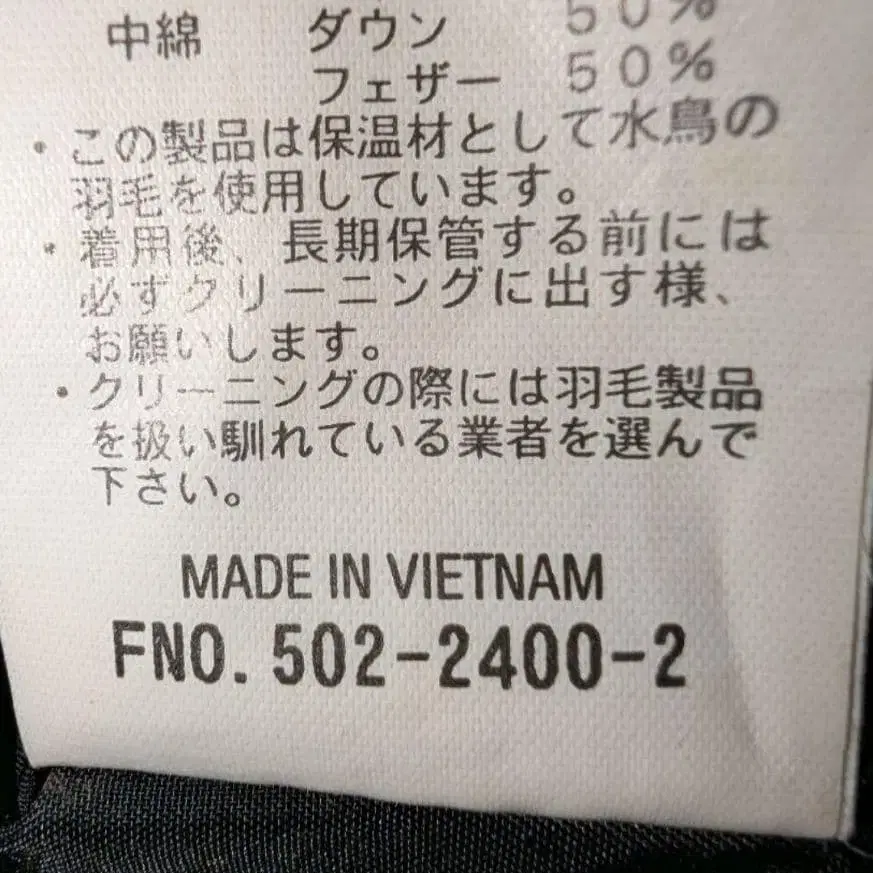 中綿 ダウン 50%
フェザー 50%
・この製品は保温材として水鳥の
羽毛を使用しています。
・着用後、長期保管する前には
必ずクリーニングに出す様、
お願いします。
・クリーニングの際には羽毛製品
を扱い馴れている業者を選んで
下さい。
MADE IN VIETNAM
FNO. 502-2400-2